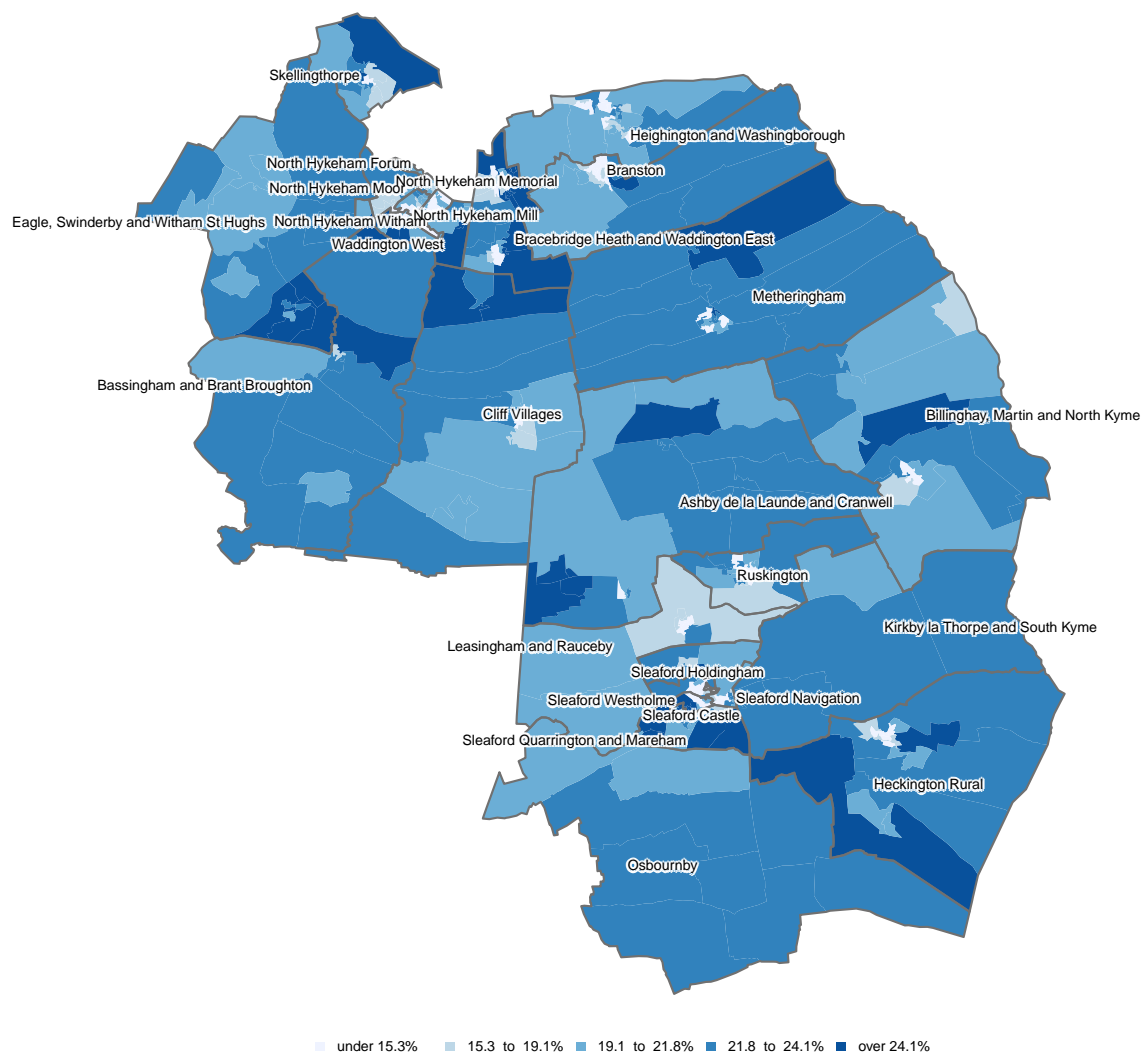 Skellingthorpe
Heighington and Washingborough
North Hykeham Forum
Branston
North Hykeham Memorial
North Hykeham Moor
North Hykeham Mill
Eagle, Swinderby and Witham St Hughs
North Hykeham Witham
Waddington West
Bracebridge Heath and Waddington East
Metheringham
Bassingham and Brant Broughton
Cliff Villages
Billinghay, Martin and North Kyme
Ashby de la Launde and Cranwell
Ruskington
Kirkby la Thorpe and South Kyme
Leasingham and Rauceby
Sleaford Holdingham
Sleaford Westholme
Sleaford Navigation
Sleaford Castle
Sleaford Quarrington and Mareham
Heckington Rural
Osbournby
under 15.3% 15.3 to 19.1% 19.1 to 21.8% 21.8 to 24.1% over 24.1%